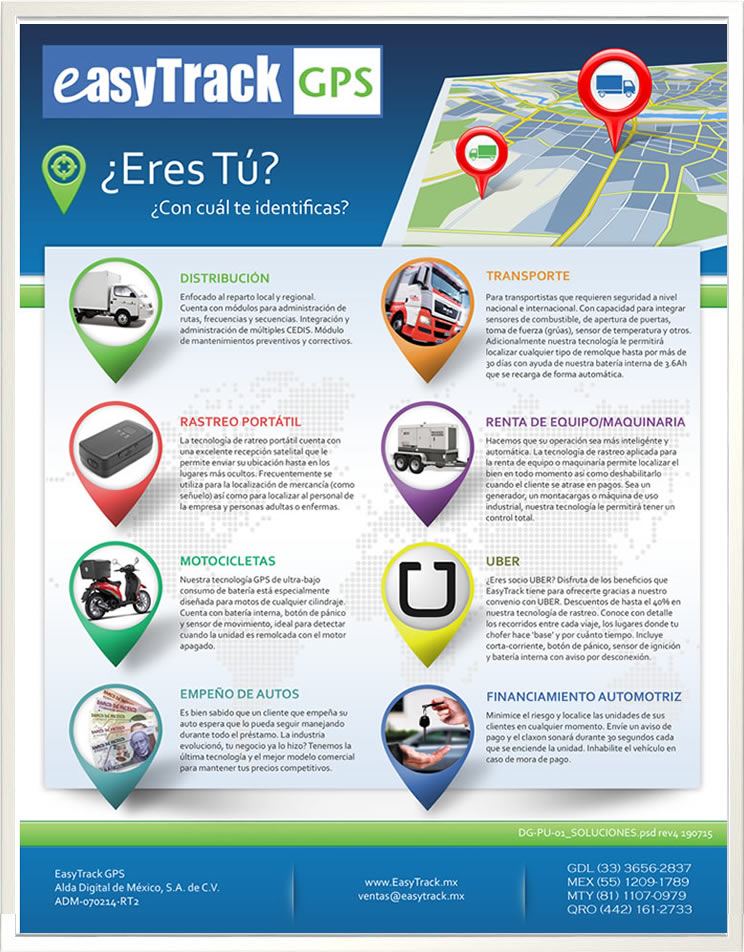 easyTrack GPS
¿Eres Tú?
¿Con cuál te identificas?
DISTRIBUCIÓN
Enfocado al reparto local y regional.
Cuenta con módulos para administración de
rutas, frecuencias y secuencias. Integración y
administración de múltiples CEDIS. Módulo
de mantenimientos preventivos y correctivos.
TRANSPORTE
Para transportistas que requieren seguridad a nivel
nacional e internacional. Con capacidad para integrar
sensores de combustible, de apertura de puertas,
toma de fuerza (grúas), sensor de temperatura y otros.
Adicionalmente nuestra tecnología le permitirá
localizar cualquier tipo de remolque hasta por más de
30 días con ayuda de nuestra batería interna de 3.6Ah
que se recarga de forma automática.
RASTREO PORTÁTIL
La tecnología de ratreo portátil cuenta con
una excelente recepción satelital que le
permite enviar su ubicación hasta en los
lugares más ocultos. Frecuentemente se
utiliza para la localización de mercancía (como
señuelo) así como para localizar al personal de
la empresa y personas adultas o enfermas.
RENTA DE EQUIPO/MAQUINARIA
Hacemos que su operación sea más inteligénte y
automática. La tecnología de rastreo aplicada para
la renta de equipo o maquinaria permite localizar el
bien en todo momento así como deshabilitarlo
cuando el cliente se atrase en pagos. Sea un
generador, un montacargas o máquina de uso
industrial, nuestra tecnología le permitirá tener un
control total.
MOTOCICLETAS
Nuestra tecnología GPS de ultra-bajo
consumo de batería está especialmente
diseñada para motos de cualquier cilindraje.
Cuenta con batería interna, botón de pánico
y sensor de movimiento, ideal para detectar
cuando la unidad es remolcada con el motor
apagado.
UBER
¿Eres socio UBER? Disfruta de los beneficios que
EasyTrack tiene para ofrecerte gracias a nuestro
convenio con UBER. Descuentos de hasta el 40% en
nuestra tecnología de rastreo. Conoce con detalle
los recorridos entre cada viaje, los lugares donde tu
chofer hace 'base' y por cuánto tiempo. Incluye
corta-corriente, botón de pánico, sensor de ignición
y batería interna con aviso por desconexión.
EMPEÑO DE AUTOS
Es bien sabido que un cliente que empeña su
auto espera que lo pueda seguir manejando
durante todo el préstamo. La industria
evolucionó, tu negocio ya lo hizo? Tenemos la
última tecnología y el mejor modelo comercial
para mantener tus precios competitivos.
FINANCIAMIENTO AUTOMOTRIZ
Minimice el riesgo y localice las unidades de sus
clientes en cualquier momento. Envíe un aviso de
pago y el claxon sonará durante 30 segundos cada
que se enciende la unidad. Inhabilite el vehículo en
caso de mora de pago.
DG-PU-01_SOLUCIONES.psd rev4 190715
EasyTrack GPS
Alda Digital de México, S.A. de C.V.
ADM-070214-RT2
www.EasyTrack.mx
ventas@easytrack.mx
GDL (33) 3656-2837
MEX (55) 1209-1789
MTY (81) 1107-0979
QRO (442) 161-2733